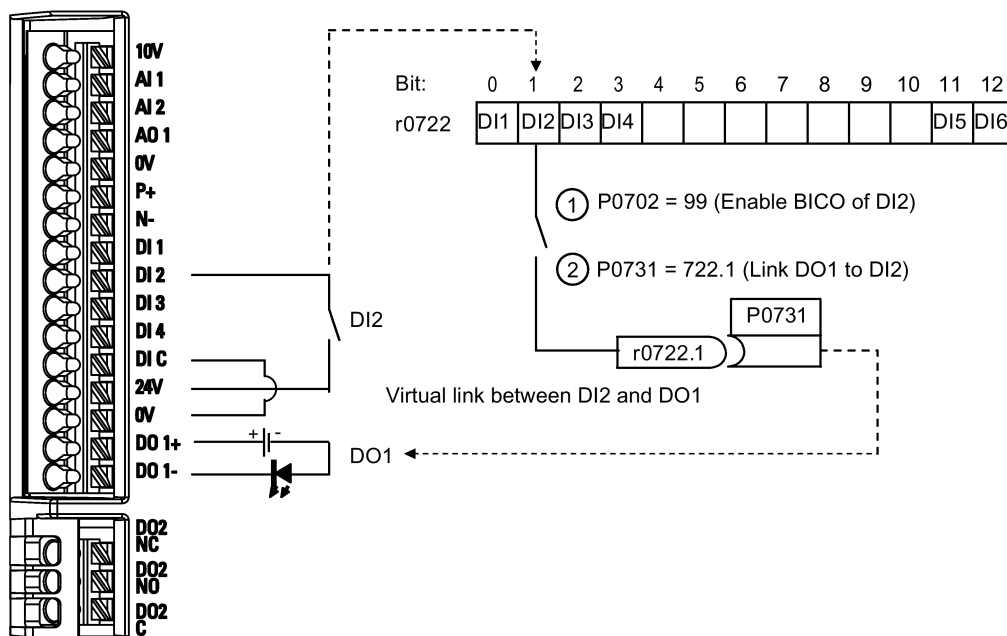 10V
AI 1
AI 2
AO 1
0V
P+
N-
DI 1
DI 2
DI 3
DI 4
DI C
24V
0V
DO 1+
DO 1-
DO2
NC
DO2
NO
DO2
C
DI2
+ -
DO1
Bit: 0 1 2 3 4 5 6 7 8 9 10 11 12
r0722 DI1 DI2 DI3 DI4 DI5 DI6
1 P0702 = 99 (Enable BICO of DI2)
2 P0731 = 722.1 (Link DO1 to DI2)
P0731
r0722.1
Virtual link between DI2 and DO1